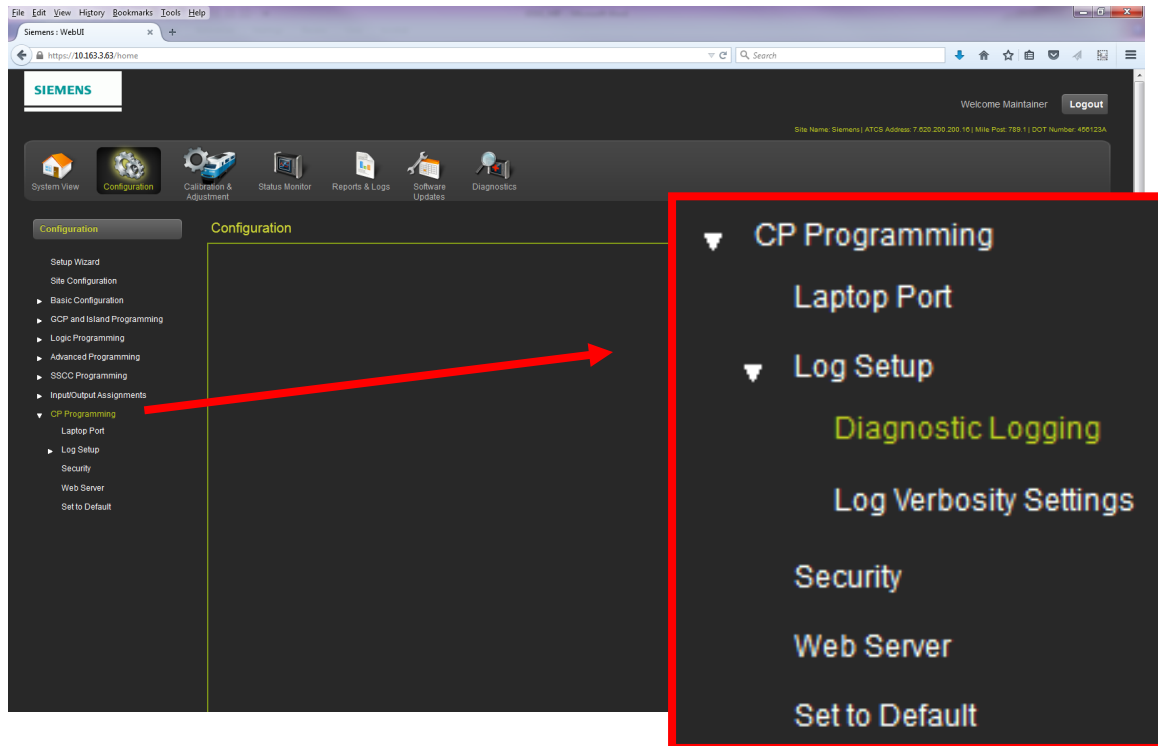 File Edit View History Bookmarks Tools Help
Siemens : WebUI × +
https://10.163.3.63/home
Search
SIEMENS
Welcome Maintainer Logout
Site Name: Siemens | ATCS Address: 7.620.200.200.16 | Mile Post: 789.1 | DOT Number: 456123A
System View
Configuration
Calibration & Adjustment
Status Monitor
Reports & Logs
Software Updates
Diagnostics
Configuration
Setup Wizard
Site Configuration
Basic Configuration
GCP and Island Programming
Logic Programming
Advanced Programming
SSCC Programming
Input/Output Assignments
CP Programming
Laptop Port
Log Setup
Security
Web Server
Set to Default
Configuration
CP Programming
Laptop Port
Log Setup
Diagnostic Logging
Log Verbosity Settings
Security
Web Server
Set to Default